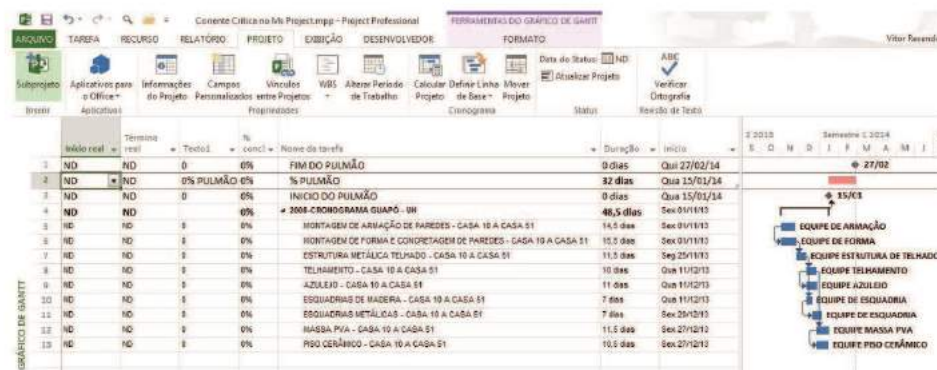 Corrente Critica no Ms Project.mpp - Project Professional
FERRAMENTAS DO GRÁFICO DE GANTT
ARQUIVO TAREFA RECURSO RELATÓRIO PROJETO EXIBIÇÃO DESENVOLVEDOR FORMATO Vitor
Subprojeto
Aplicativos para o Office
Informações do Projeto
Campos Personalizados
Vínculos entre Projetos
WBS
Alterar Período de Trabalho
Calcular Projeto
Definir Linha de Base
Mover Projeto
Data do Status: ND
Atualizar Projeto
ABC
Verificar Ortografia
Inserir Aplicativos Propriedades Cronograma Status Revisão de Texto
Início real Término real Texto1 % concl Nome da tarefa Duração Início Semestre 1 2014
S O N D J F M A M J
1 ND ND 0 0% FIM DO PULMÃO 0 dias Qui 27/02/14 27/02
2 ND ND 0% PULMÃO 0% % PULMÃO 32 dias Qua 15/01/14
3 ND ND 0 0% INICIO DO PULMÃO 0 dias Qua 15/01/14 15/01
4 ND ND 0% 2008-CRONOGRAMA GUAPÓ - UH 48,5 dias Sex 01/11/13
5 ND ND 0 0% MONTAGEM DE ARMAÇÃO DE PAREDES - CASA 10 A CASA 51 14,5 dias Sex 01/11/13 EQUIPE DE ARMAÇÃO
6 ND ND 0 0% MONTAGEM DE FORMA E CONCRETAGEM DE PAREDES - CASA 10 A CASA 51 15,5 dias Sex 01/11/13 EQUIPE DE FORMA
7 ND ND 0 0% ESTRUTURA METÁLICA TELHADO - CASA 10 A CASA 51 11,5 dias Seg 25/11/13 EQUIPE ESTRUTURA DE TELHADO
8 ND ND 0 0% TELHAMENTO - CASA 10 A CASA 51 10 dias Qua 11/12/13 EQUIPE TELHAMENTO
9 ND ND 0 0% AZULEJO - CASA 10 A CASA 51 11 dias Qua 11/12/13 EQUIPE AZULEJO
10 ND ND 0 0% ESQUADRIAS DE MADEIRA - CASA 10 A CASA 51 7 dias Qua 11/12/13 EQUIPE DE ESQUADRIA
11 ND ND 0 0% ESQUADRIAS METÁLICAS - CASA 10 A CASA 51 7 dias Sex 20/12/13 EQUIPE DE ESQUADRIA
12 ND ND 0 0% MASSA PVA - CASA 10 A CASA 51 11,5 dias Sex 27/12/13 EQUIPE MASSA PVA
13 ND ND 0 0% PISO CERÂMICO - CASA 10 A CASA 51 10,5 dias Sex 27/12/13 EQUIPE PISO CERÂMICO
GRÁFICO DE GANTT